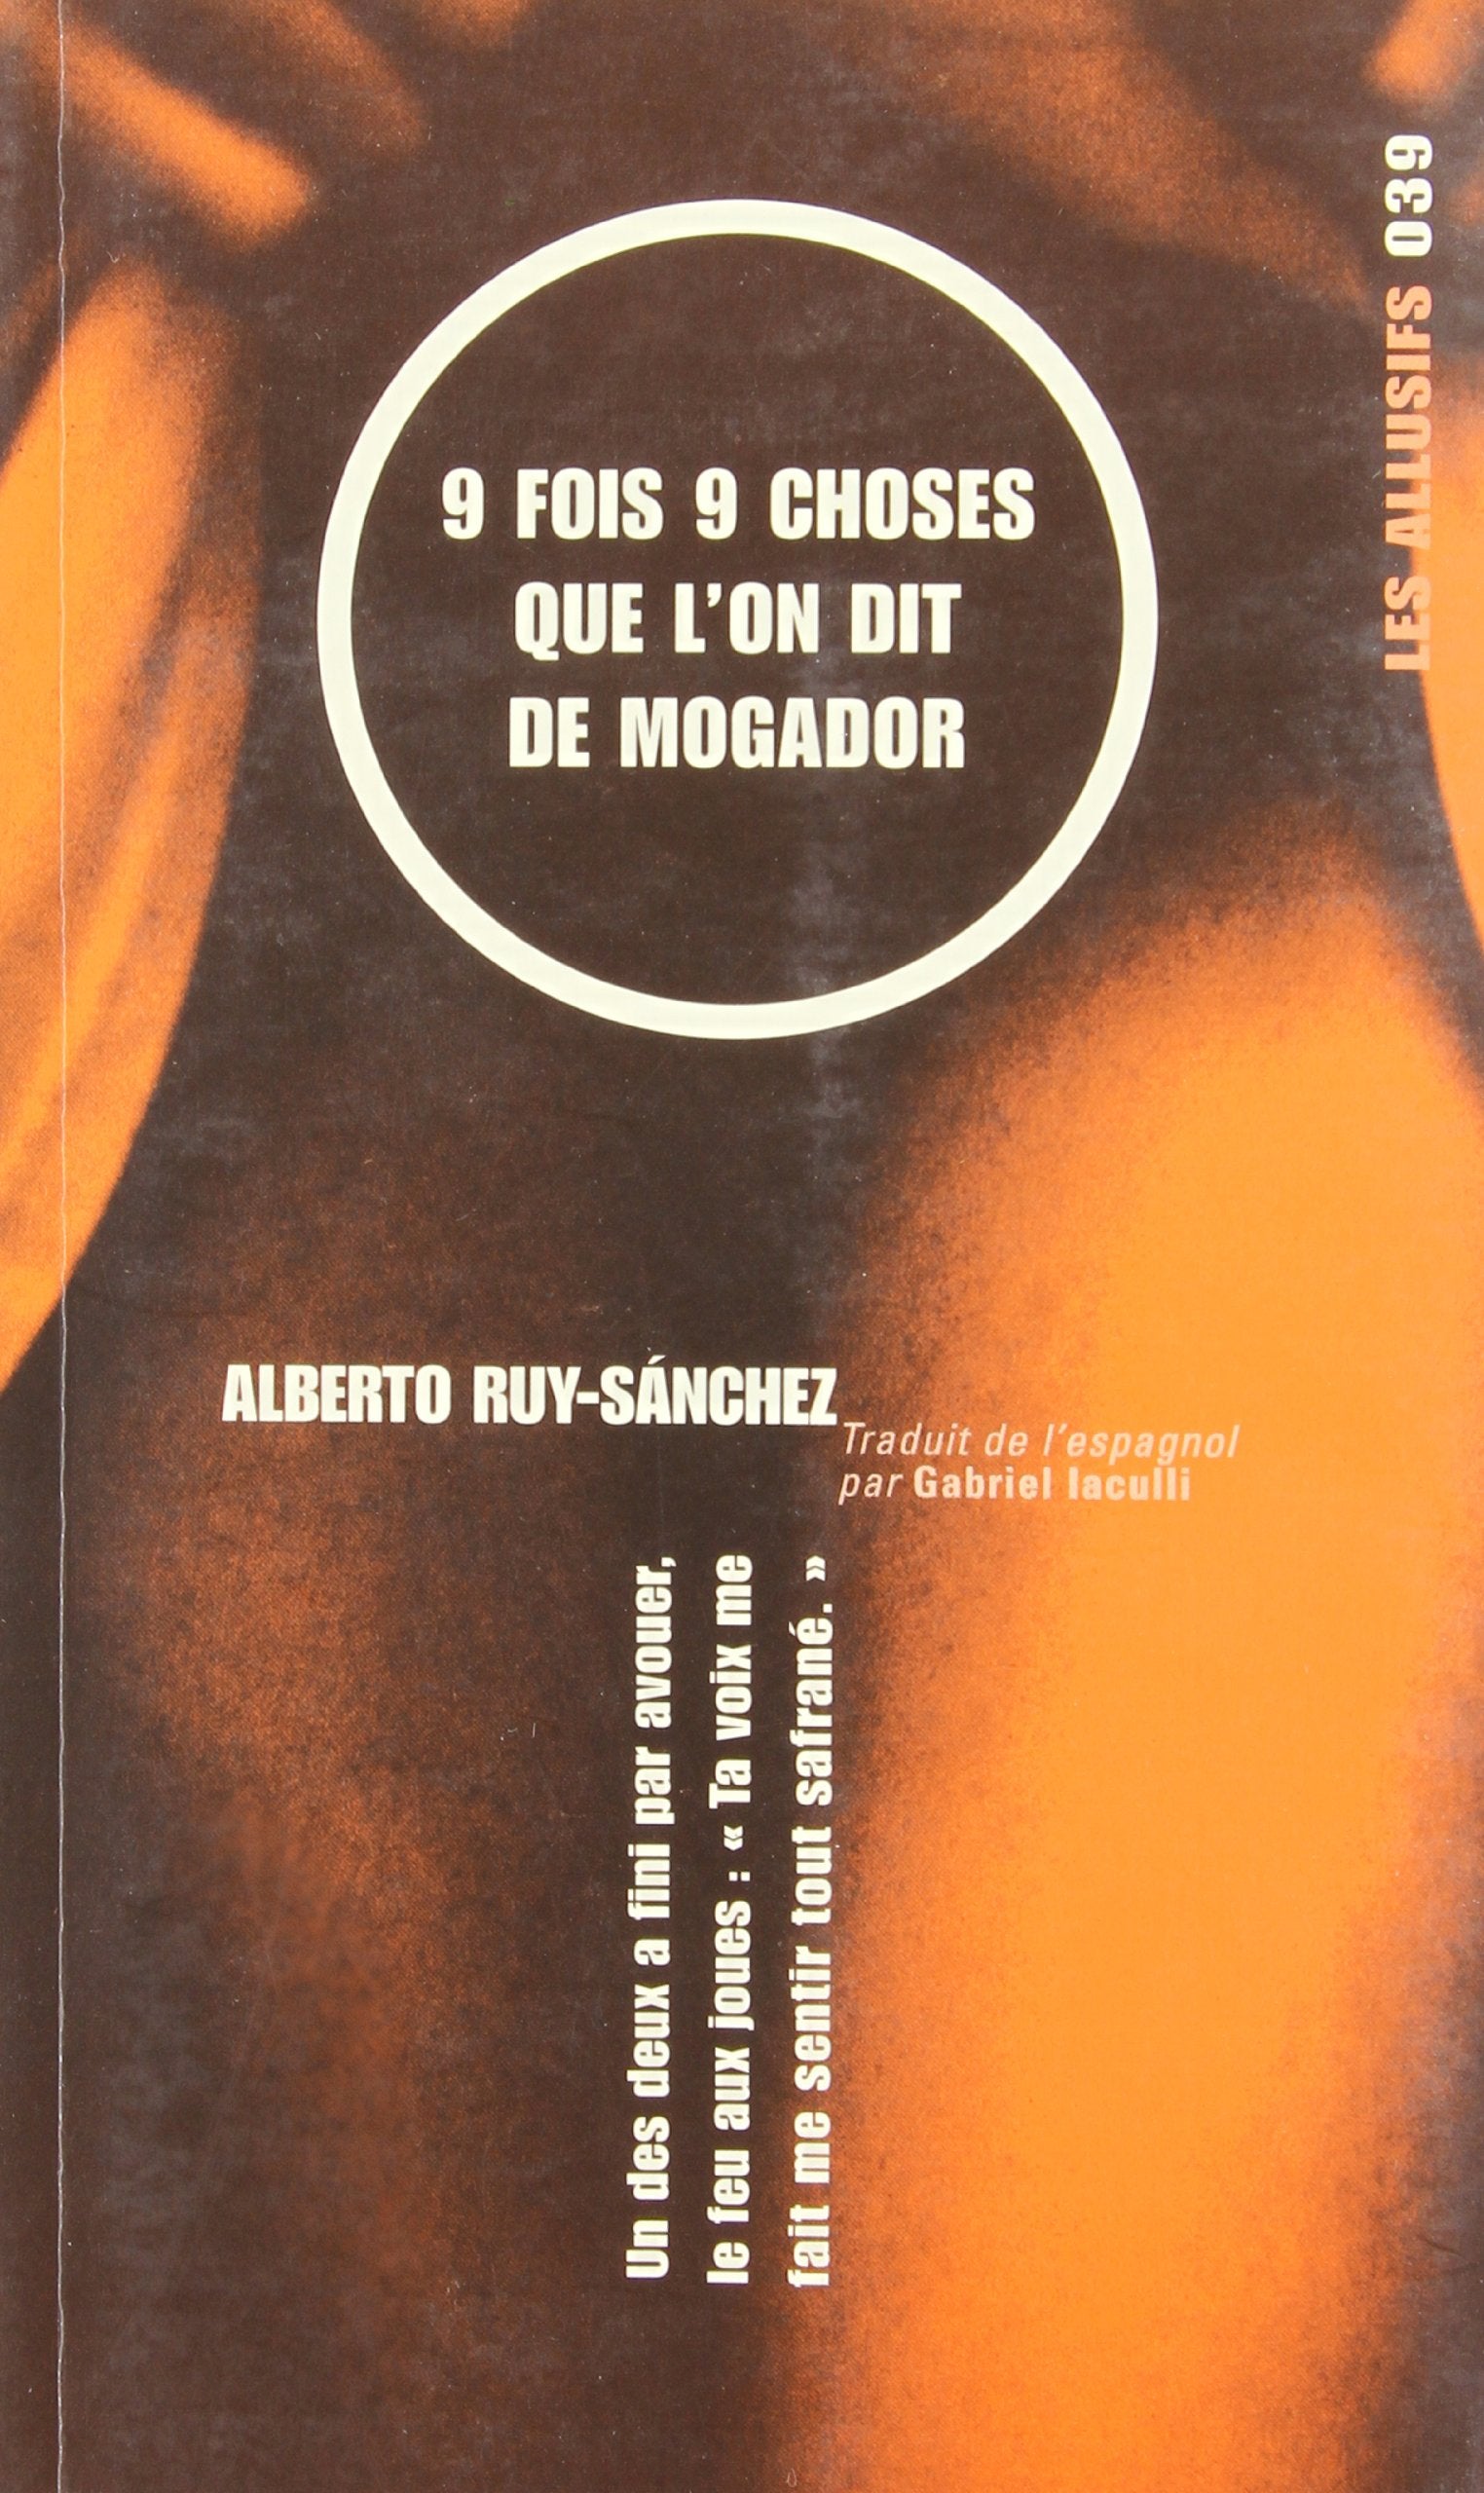 LES ALLUSIFS 039
9 FOIS 9 CHOSES
QUE L'ON DIT
DE MOGADOR
ALBERTO RUY-SÁNCHEZ
Traduit de l'espagnol
par Gabriel Iaculli
Un des deux a fini par avouer,
le feu aux joues : « Ta voix me
fait me sentir tout safrané. »